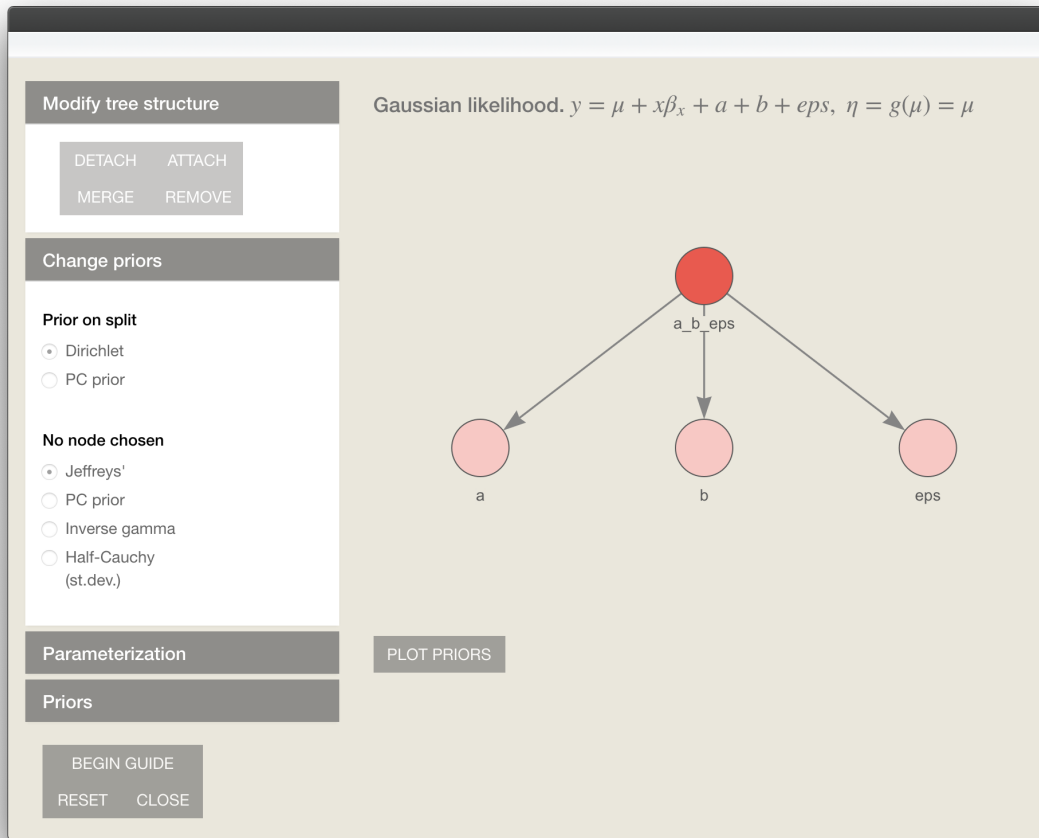 Modify tree structure
DETACH ATTACH
MERGE REMOVE
Change priors
Prior on split
Dirichlet
PC prior
No node chosen
Jeffreys'
PC prior
Inverse gamma
Half-Cauchy
(st.dev.)
Parameterization
Priors
BEGIN GUIDE
RESET CLOSE
Gaussian likelihood. y = μ + xβₓ + a + b + eps, η = g(μ) = μ
a_b_eps
a b eps
PLOT PRIORS